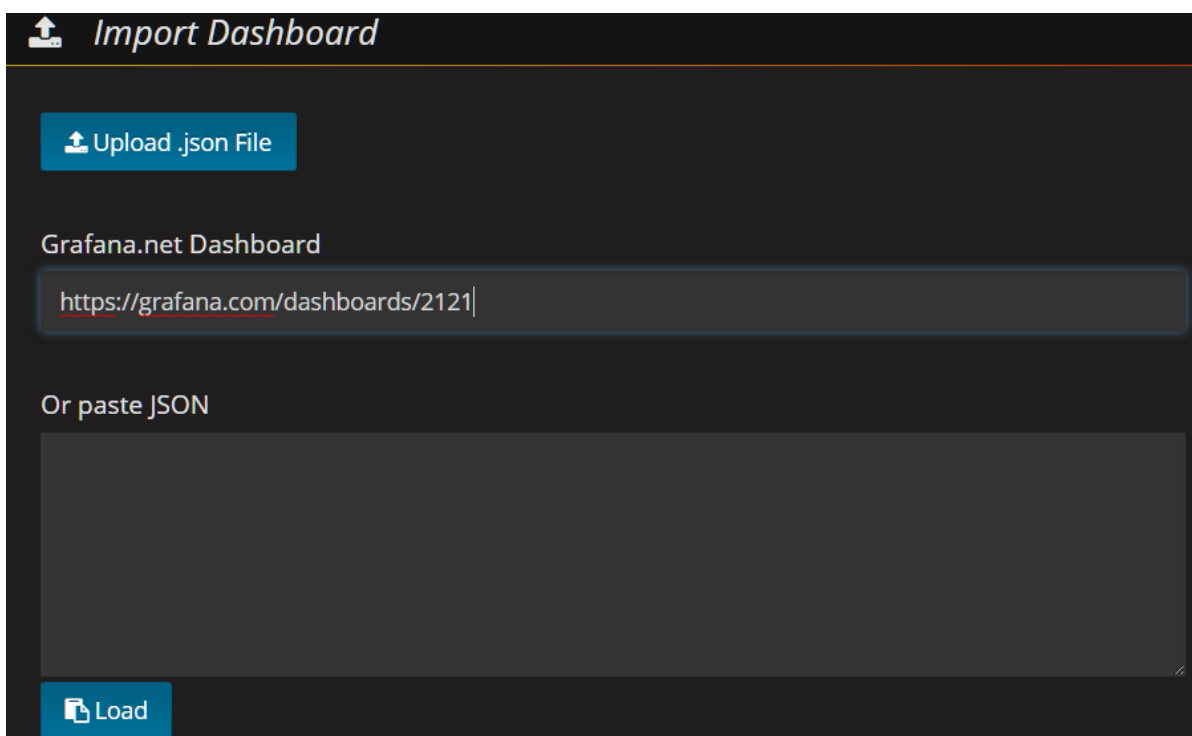 Import Dashboard
Upload .json File
Grafana.net Dashboard
https://grafana.com/dashboards/2121
Or paste JSON
Load